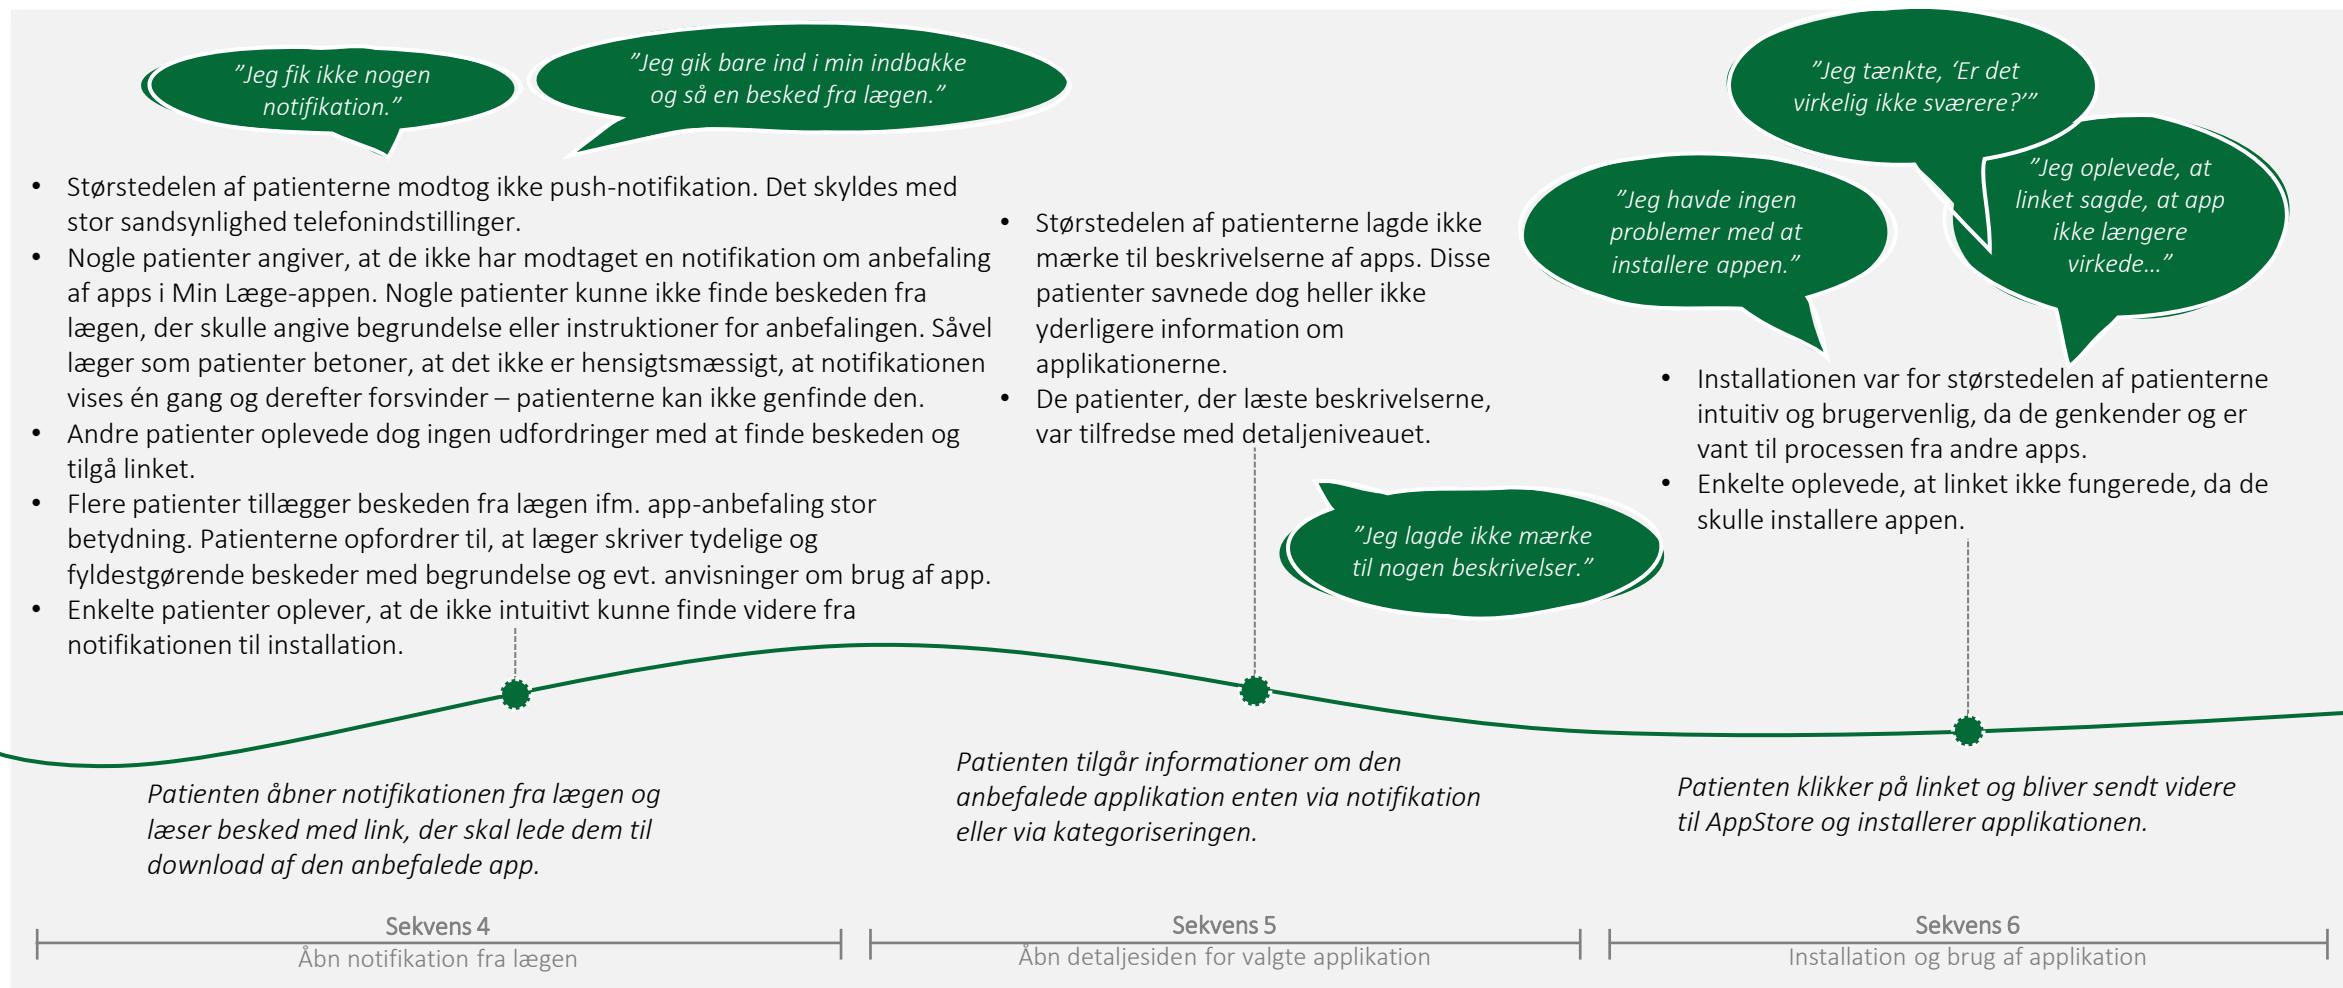 ”Jeg fik ikke nogen
notifikation.”
”Jeg gik bare ind i min indbakke
og så en besked fra lægen.”
• Størstedelen af patienterne modtog ikke push-notifikation. Det skyldes med
stor sandsynlighed telefonindstillinger.
• Nogle patienter angiver, at de ikke har modtaget en notifikation om anbefaling
af apps i Min Læge-appen. Nogle patienter kunne ikke finde beskeden fra
lægen, der skulle angive begrundelse eller instruktioner for anbefalingen. Såvel
læger som patienter betoner, at det ikke er hensigtsmæssigt, at notifikationen
vises én gang og derefter forsvinder – patienterne kan ikke genfinde den.
• Andre patienter oplevede dog ingen udfordringer med at finde beskeden og
tilgå linket.
• Flere patienter tillægger beskeden fra lægen ifm. app-anbefaling stor
betydning. Patienterne opfordrer til, at læger skriver tydelige og
fyldestgørende beskeder med begrundelse og evt. anvisninger om brug af app.
• Enkelte patienter oplever, at de ikke intuitivt kunne finde videre fra
notifikationen til installation.
• Størstedelen af patienterne lagde ikke
mærke til beskrivelserne af apps. Disse
patienter savnede dog heller ikke
yderligere information om
applikationerne.
• De patienter, der læste beskrivelserne,
var tilfredse med detaljeniveauet.
”Jeg lagde ikke mærke
til nogen beskrivelser.”
”Jeg tænkte, ‘Er det
virkelig ikke sværere?’”
”Jeg havde ingen
problemer med at
installere appen.”
”Jeg oplevede, at
linket sagde, at app
ikke længere
virkede…”
• Installationen var for størstedelen af patienterne
intuitiv og brugervenlig, da de genkender og er
vant til processen fra andre apps.
• Enkelte oplevede, at linket ikke fungerede, da de
skulle installere appen.
Patienten åbner notifikationen fra lægen og
læser besked med link, der skal lede dem til
download af den anbefalede app.
Patienten tilgår informationer om den
anbefalede applikation enten via notifikation
eller via kategoriseringen.
Patienten klikker på linket og bliver sendt videre
til AppStore og installerer applikationen.
Sekvens 4
Åbn notifikation fra lægen
Sekvens 5
Åbn detaljesiden for valgte applikation
Sekvens 6
Installation og brug af applikation